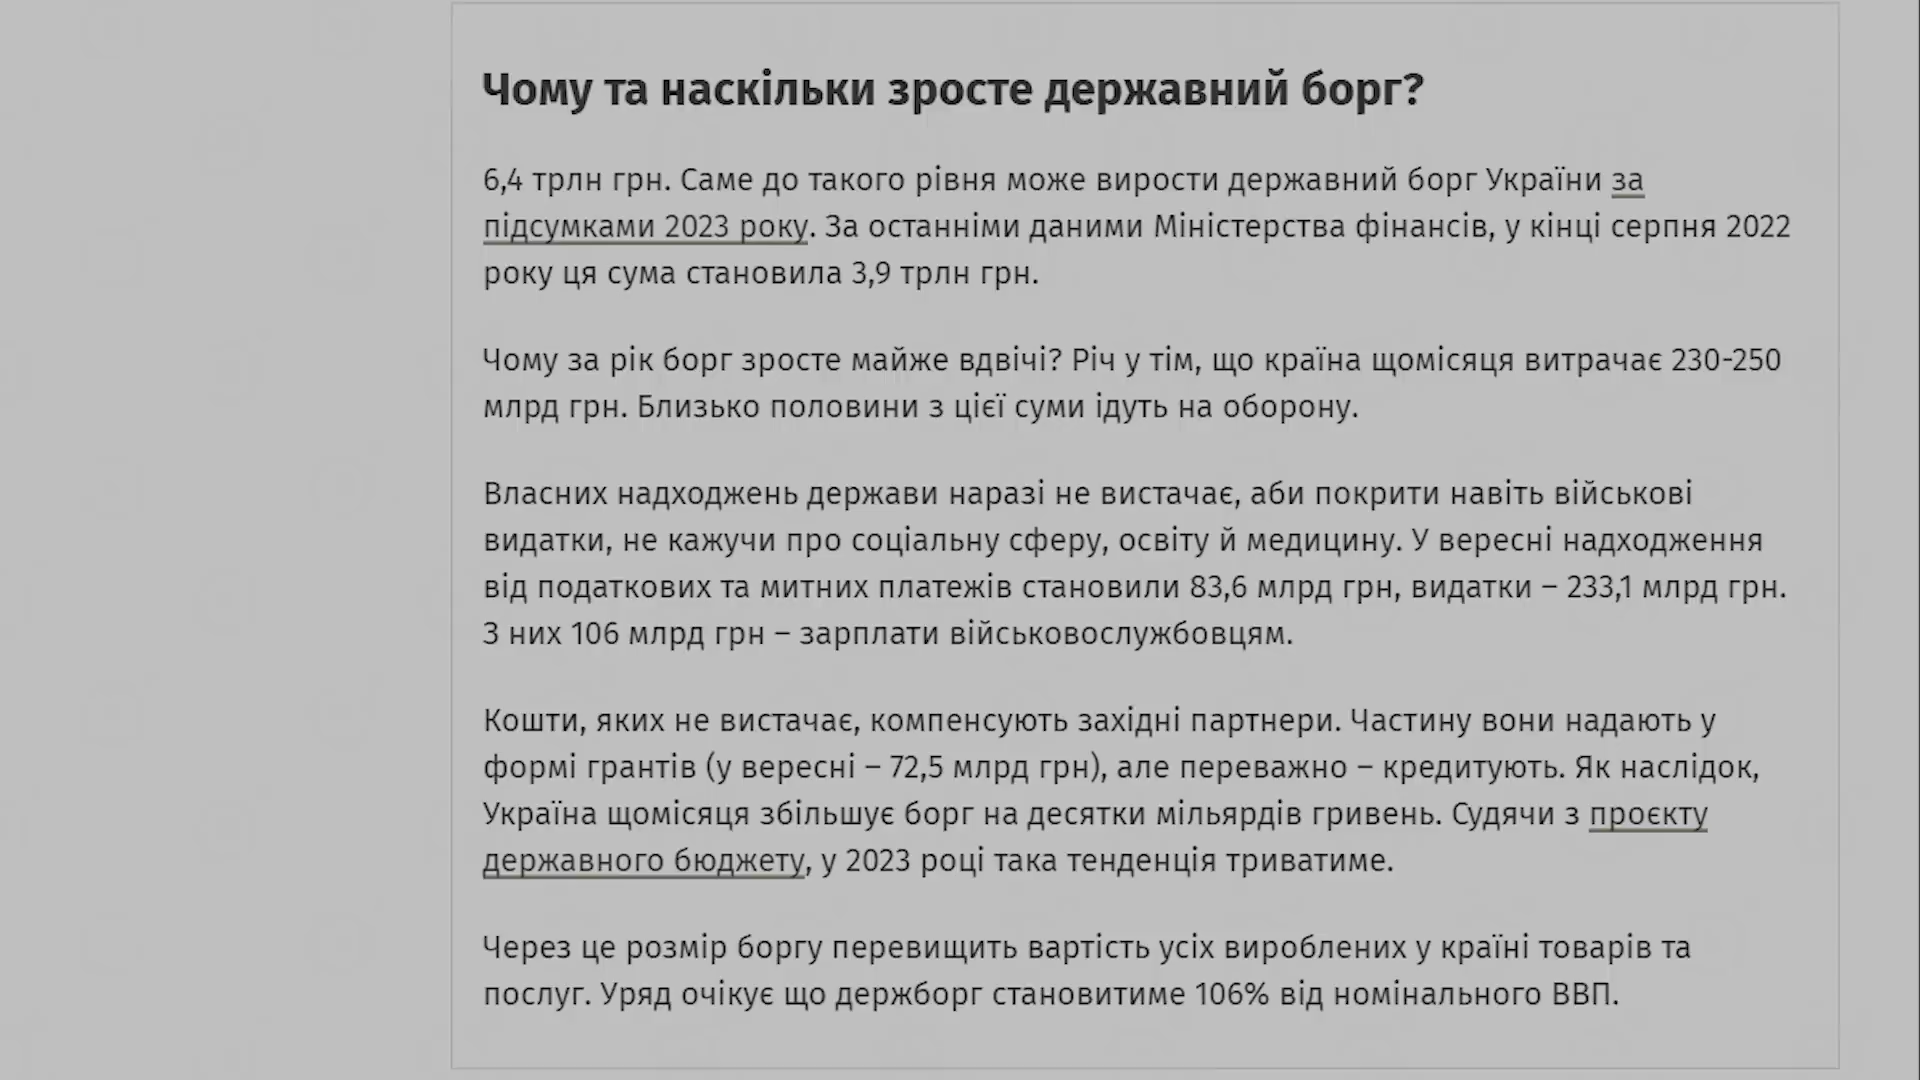 Чому та наскільки зросте державний борг?
6,4 трлн грн. Саме до такого рівня може вирости державний борг України за
підсумками 2023 року. За останніми даними Міністерства фінансів, у кінці серпня 2022
року ця сума становила 3,9 трлн грн.
Чому за рік борг зросте майже вдвічі? Річ у тім, що країна щомісяця витрачає 230-250
млрд грн. Близько половини з цієї суми ідуть на оборону.
Власних надходжень держави наразі не вистачає, аби покрити навіть військові
видатки, не кажучи про соціальну сферу, освіту й медицину. У вересні надходження
від податкових та митних платежів становили 83,6 млрд грн, видатки – 233,1 млрд грн.
З них 106 млрд грн – зарплати військовослужбовцям.
Кошти, яких не вистачає, компенсують західні партнери. Частину вони надають у
формі грантів (у вересні – 72,5 млрд грн), але переважно – кредитують. Як наслідок,
Україна щомісяця збільшує борг на десятки мільярдів гривень. Судячи з проєкту
державного бюджету, у 2023 році така тенденція триватиме.
Через це розмір боргу перевищить вартість усіх вироблених у країні товарів та
послуг. Уряд очікує що держборг становитиме 106% від номінального ВВП.